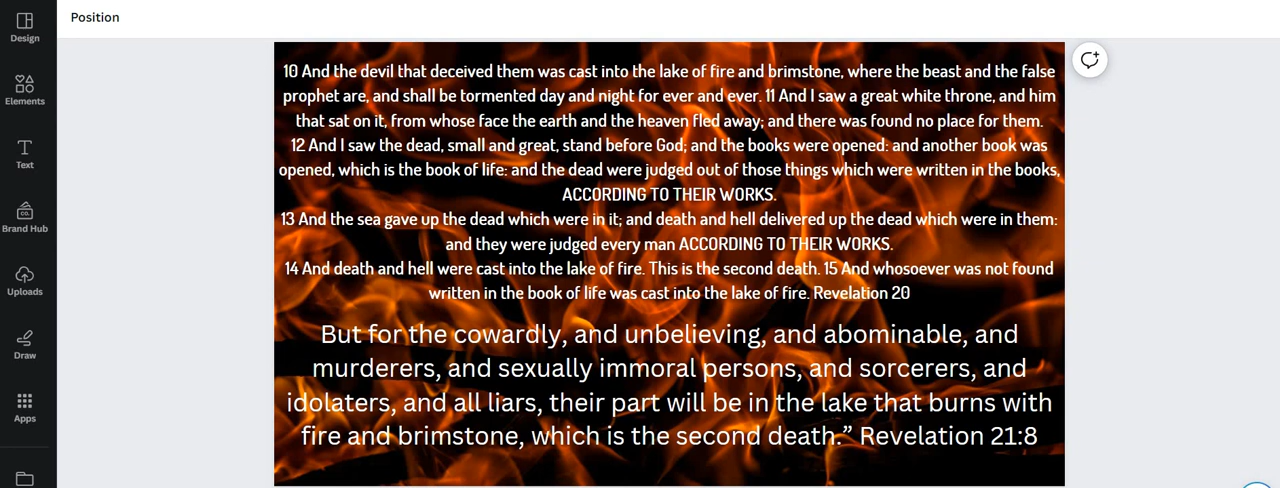 Position
Design
Elements
Text
CO.
Brand Hub
Uploads
Draw
Apps
10 And the devil that deceived them was cast into the lake of fire and brimstone, where the beast and the false
prophet are, and shall be tormented day and night for ever and ever. 11 And I saw a great white throne, and him
that sat on it, from whose face the earth and the heaven fled away; and there was found no place for them.
12 And I saw the dead, small and great, stand before God; and the books were opened: and another book was
opened, which is the book of life: and the dead were judged out of those things which were written in the books,
ACCORDING TO THEIR WORKS.
13 And the sea gave up the dead which were in it; and death and hell delivered up the dead which were in them:
and they were judged every man ACCORDING TO THEIR WORKS.
14 And death and hell were cast into the lake of fire. This is the second death. 15 And whosoever was not found
written in the book of life was cast into the lake of fire. Revelation 20
But for the cowardly, and unbelieving, and abominable, and
murderers, and sexually immoral persons, and sorcerers, and
idolaters, and all liars, their part will be in the lake that burns with
fire and brimstone, which is the second death.” Revelation 21:8